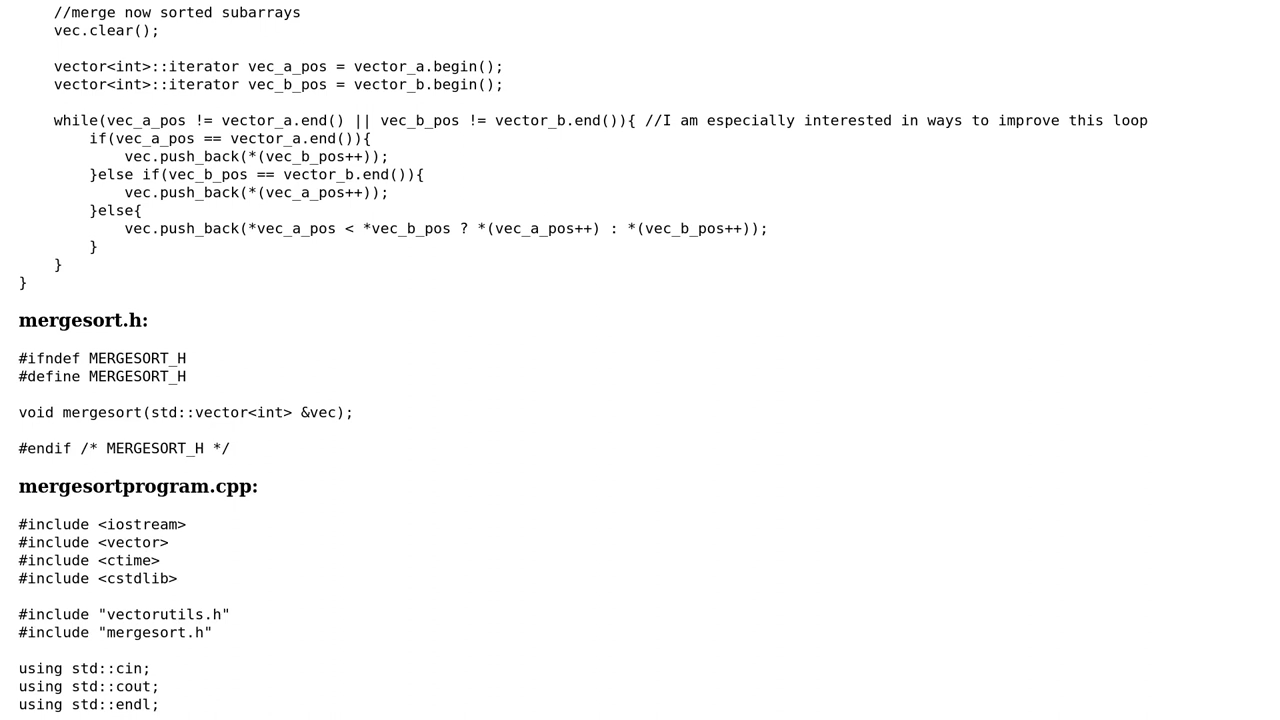 //merge now sorted subarrays
vec.clear();
vector<int>::iterator vec_a_pos = vector_a.begin();
vector<int>::iterator vec_b_pos = vector_b.begin();
while(vec_a_pos != vector_a.end() || vec_b_pos != vector_b.end()){ //I am especially interested in ways to improve this loop
if(vec_a_pos == vector_a.end()){
vec.push_back(*(vec_b_pos++));
}else if(vec_b_pos == vector_b.end()){
vec.push_back(*(vec_a_pos++));
}else{
vec.push_back(*vec_a_pos < *vec_b_pos ? *(vec_a_pos++) : *(vec_b_pos++));
}
}
}
mergesort.h:
#ifndef MERGESORT_H
#define MERGESORT_H
void mergesort(std::vector<int> &vec);
#endif /* MERGESORT_H */
mergesortprogram.cpp:
#include <iostream>
#include <vector>
#include <ctime>
#include <cstdlib>
#include "vectorutils.h"
#include "mergesort.h"
using std::cin;
using std::cout;
using std::endl;